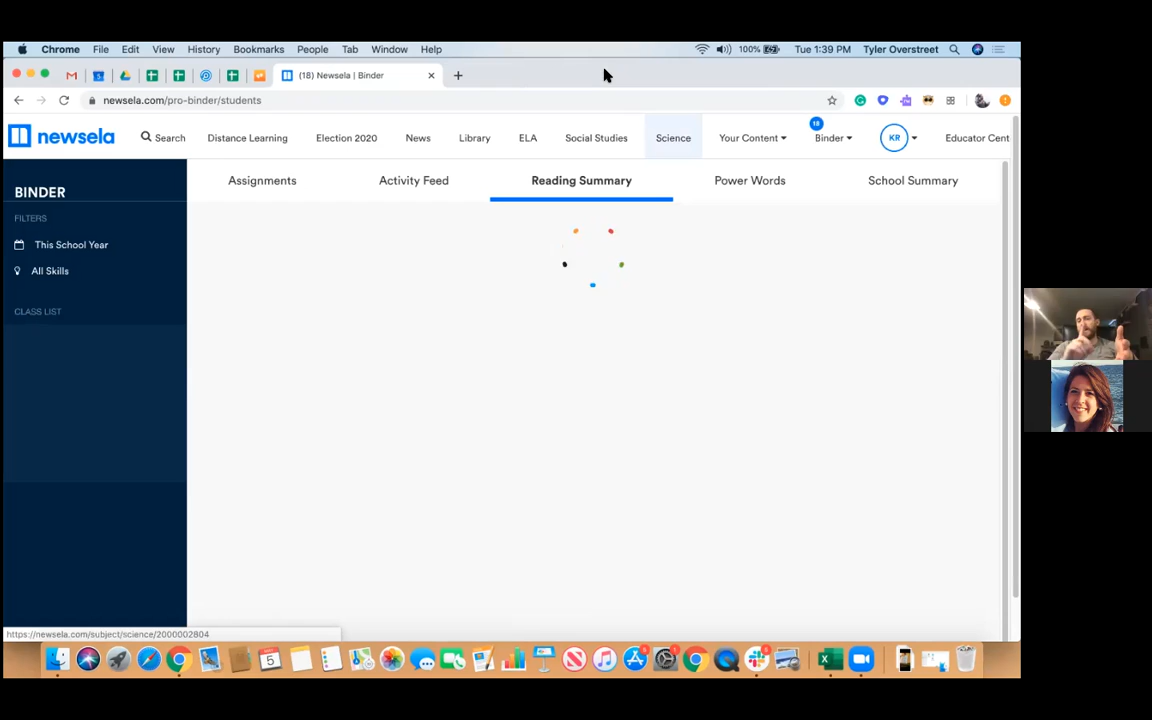 Chrome File Edit View History Bookmarks People Tab Window Help 100% Tue 1:39 PM Tyler Overstreet
(18) Newsela | Binder
newsela.com/pro-binder/students
newsela Search Distance Learning Election 2020 News Library ELA Social Studies Science Your Content 18 Binder KR Educator Cent
BINDER Assignments Activity Feed Reading Summary Power Words School Summary
FILTERS
This School Year
All Skills
CLASS LIST
https://newsela.com/subject/science/2000002804
5